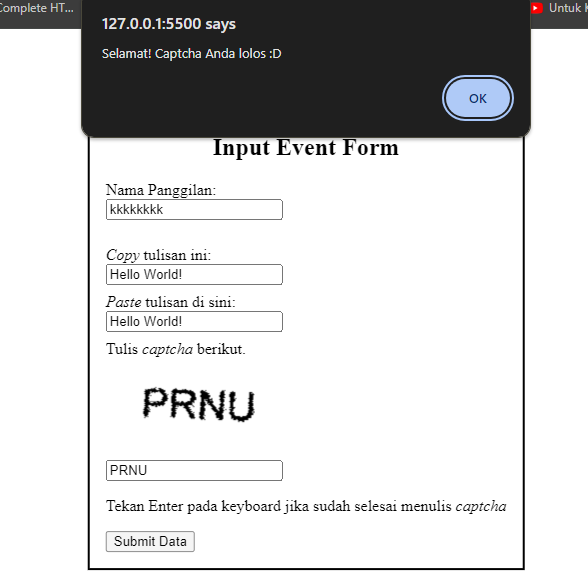 Complete HT...
Untuk K
127.0.0.1:5500 says
Selamat! Captcha Anda lolos :D
OK
Input Event Form
Nama Panggilan:
kkkkkkkk
Copy tulisan ini:
Hello World!
Paste tulisan di sini:
Hello World!
Tulis captcha berikut.
PRNU
PRNU
Tekan Enter pada keyboard jika sudah selesai menulis captcha
Submit Data